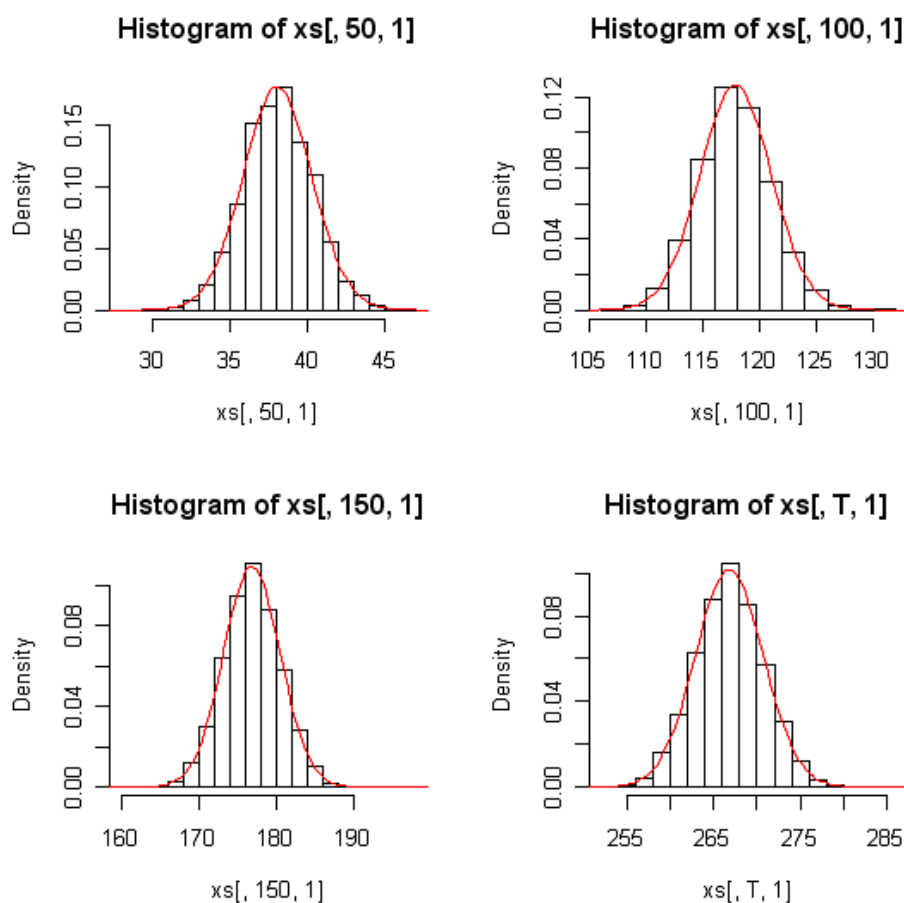 Histogram of xs[, 50, 1]
Density
0.00 0.05 0.10 0.15
30 35 40 45
xs[, 50, 1]
Histogram of xs[, 100, 1]
Density
0.00 0.04 0.08 0.12
105 110 115 120 125 130
xs[, 100, 1]
Histogram of xs[, 150, 1]
Density
0.00 0.04 0.08
160 170 180 190
xs[, 150, 1]
Histogram of xs[, T, 1]
Density
0.00 0.04 0.08
255 265 275 285
xs[, T, 1]